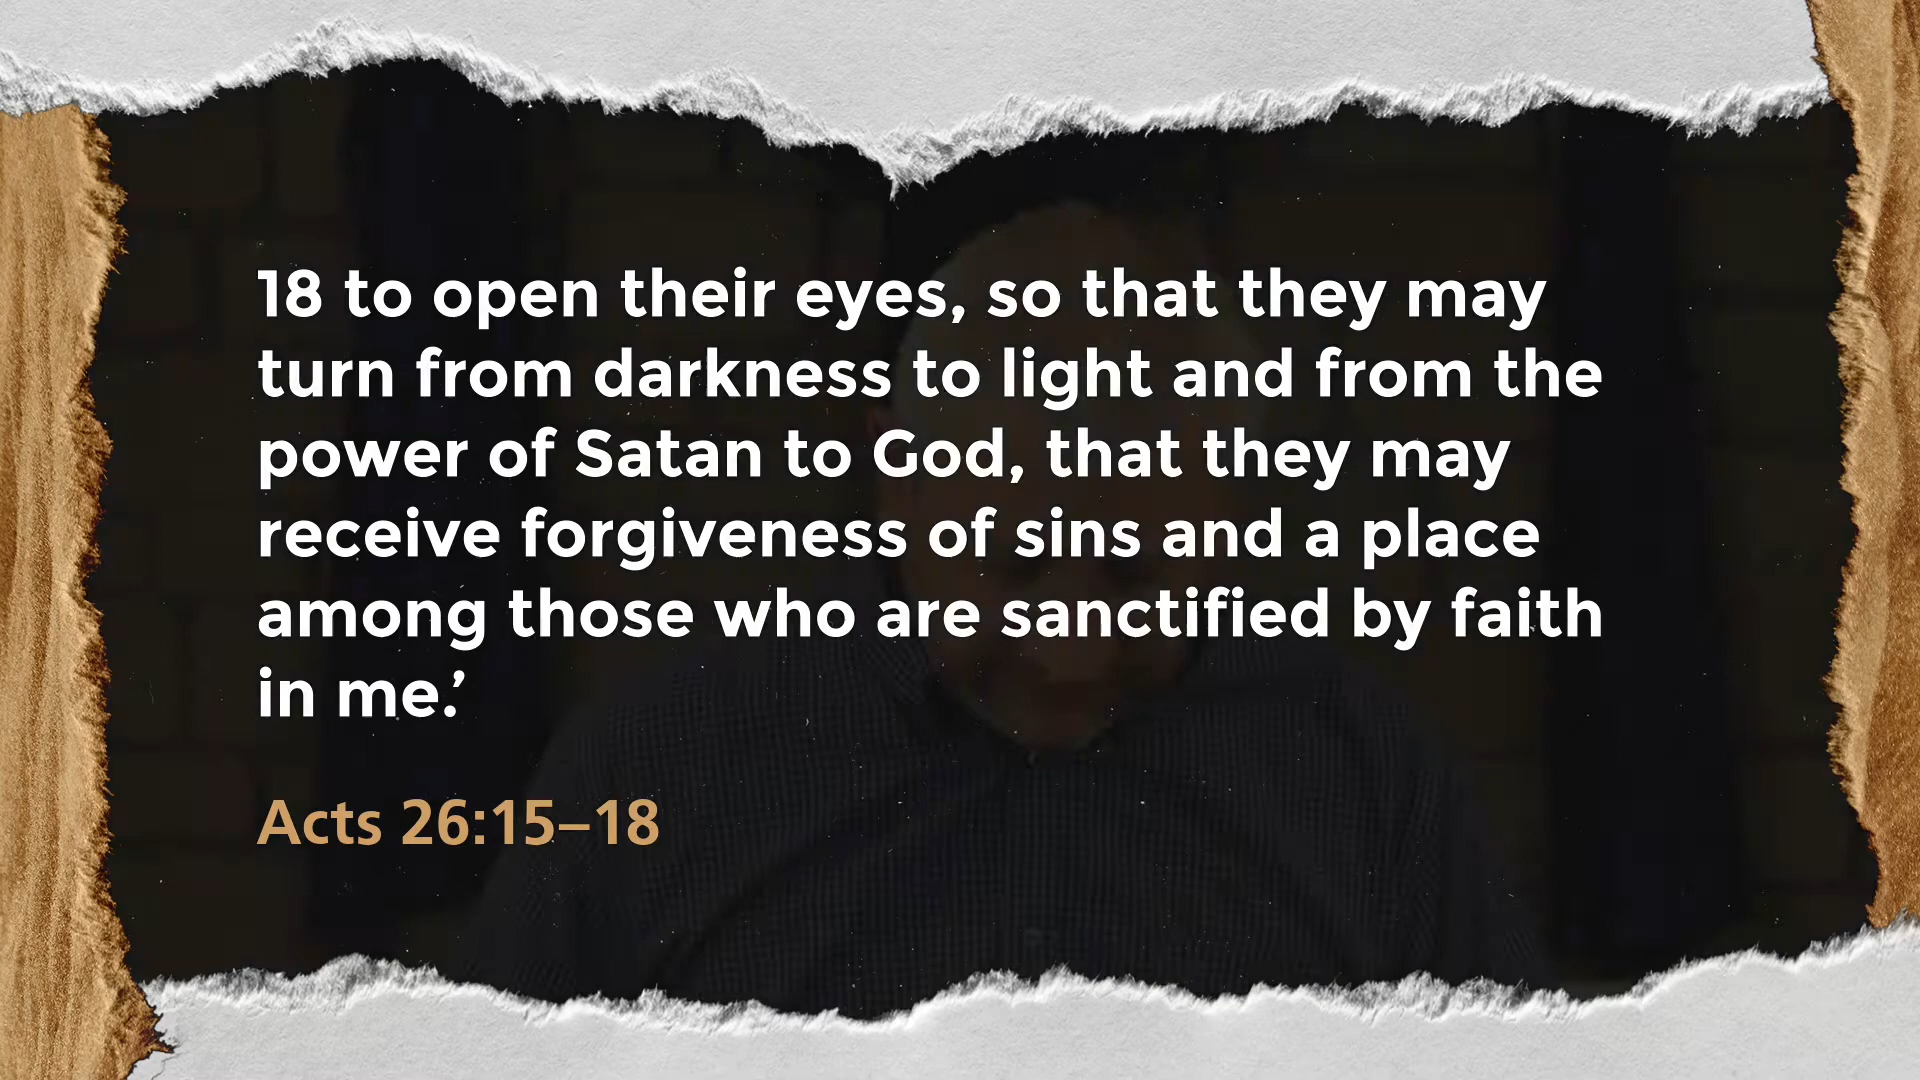 18 to open their eyes, so that they may
turn from darkness to light and from the
power of Satan to God, that they may
receive forgiveness of sins and a place
among those who are sanctified by faith
in me.’
Acts 26:15–18